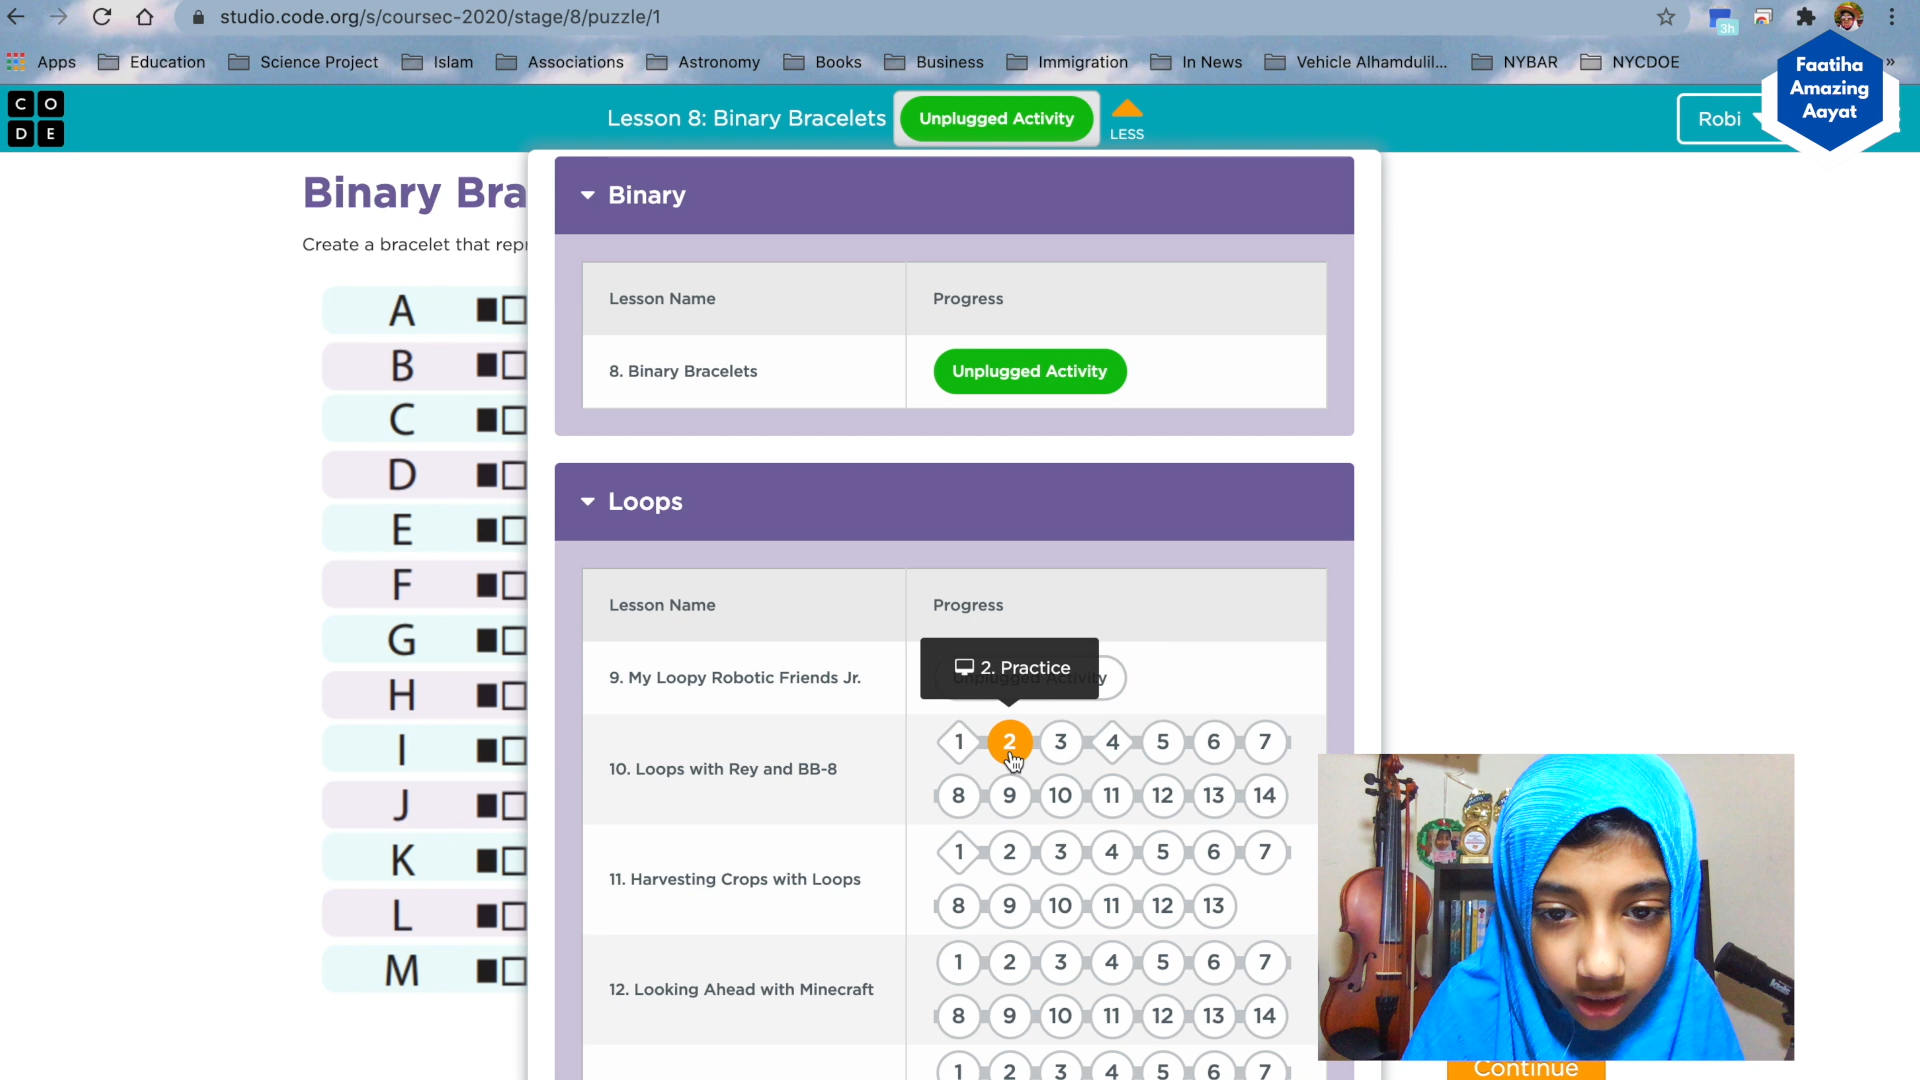 studio.code.org/s/coursec-2020/stage/8/puzzle/1
3h
Apps Education Science Project Islam Associations Astronomy Books Business Immigration In News Vehicle Alhamdulil... NYBAR NYCDOE »
Faatiha
Amazing
Aayat
C O
D E
Lesson 8: Binary Bracelets
Unplugged Activity
LESS
Robi
Binary Bra
Create a bracelet that repr
A
B
C
D
E
F
G
H
I
J
K
L
M
Binary
Lesson Name Progress
8. Binary Bracelets Unplugged Activity
Loops
Lesson Name Progress
2. Practice
9. My Loopy Robotic Friends Jr. Unplugged Activity
1 2 3 4 5 6 7
10. Loops with Rey and BB-8
8 9 10 11 12 13 14
1 2 3 4 5 6 7
11. Harvesting Crops with Loops
8 9 10 11 12 13
1 2 3 4 5 6 7
12. Looking Ahead with Minecraft
8 9 10 11 12 13 14
1 2 3 4 5 6 7
Continue